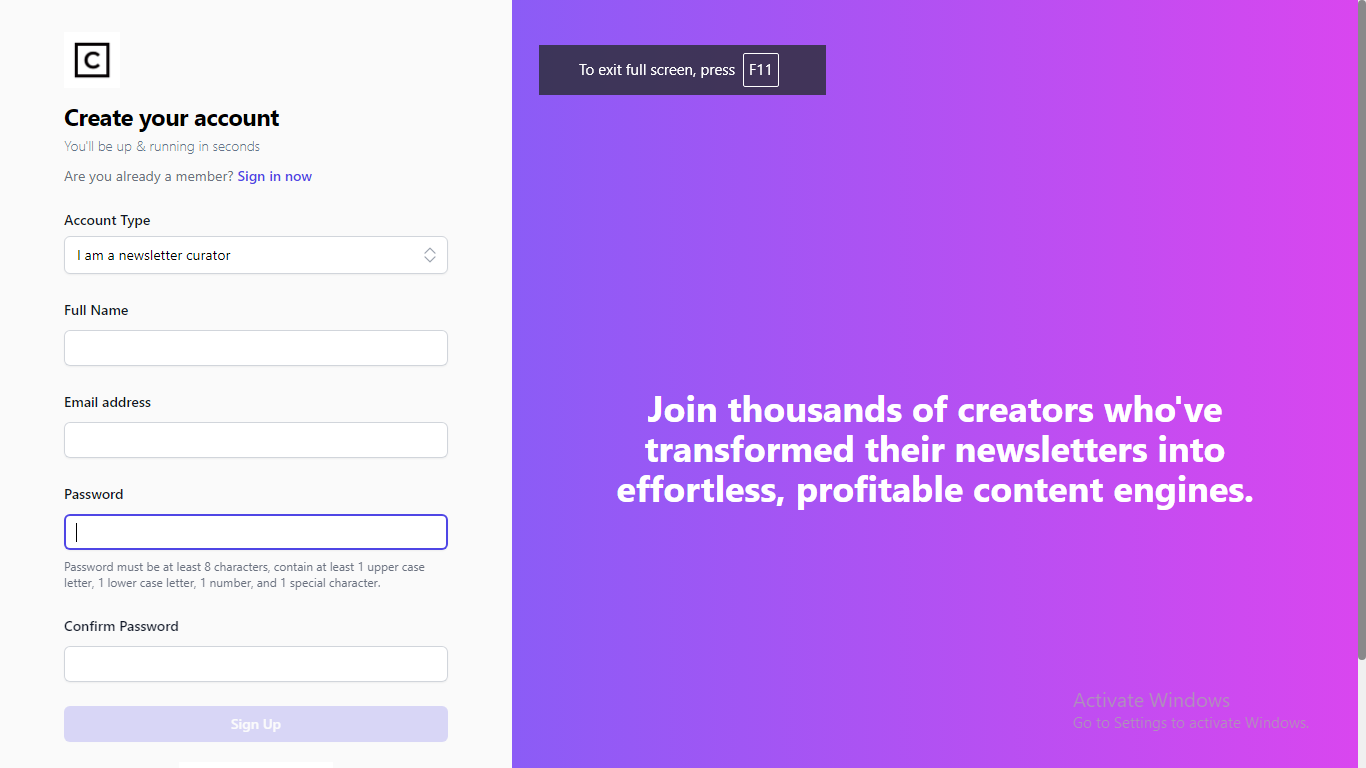 C
Create your account
You'll be up & running in seconds
Are you already a member? Sign in now
Account Type
I am a newsletter curator
Full Name
Email address
Password
Password must be at least 8 characters, contain at least 1 upper case
letter, 1 lower case letter, 1 number, and 1 special character.
Confirm Password
Sign Up
To exit full screen, press F11
Join thousands of creators who've
transformed their newsletters into
effortless, profitable content engines.
Activate Windows
Go to Settings to activate Windows.